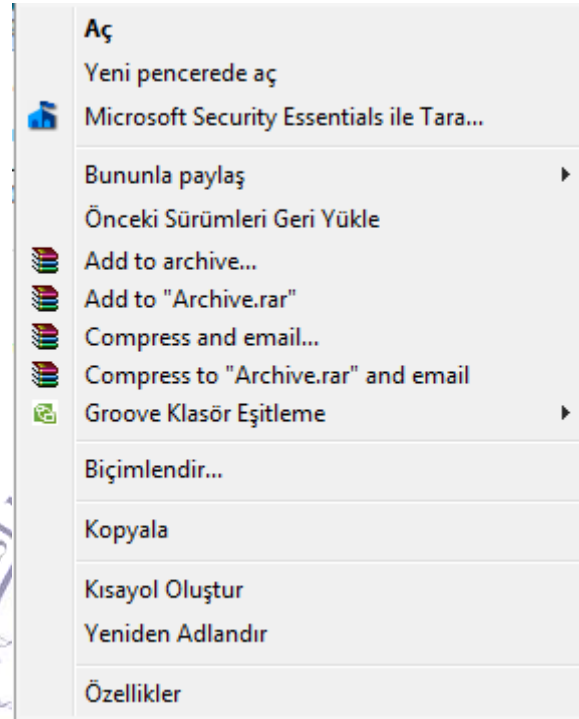 Aç
Yeni pencerede aç
Microsoft Security Essentials ile Tara...
Bununla paylaş
Önceki Sürümleri Geri Yükle
Add to archive...
Add to "Archive.rar"
Compress and email...
Compress to "Archive.rar" and email
Groove Klasör Eşitleme
Biçimlendir...
Kopyala
Kısayol Oluştur
Yeniden Adlandır
Özellikler